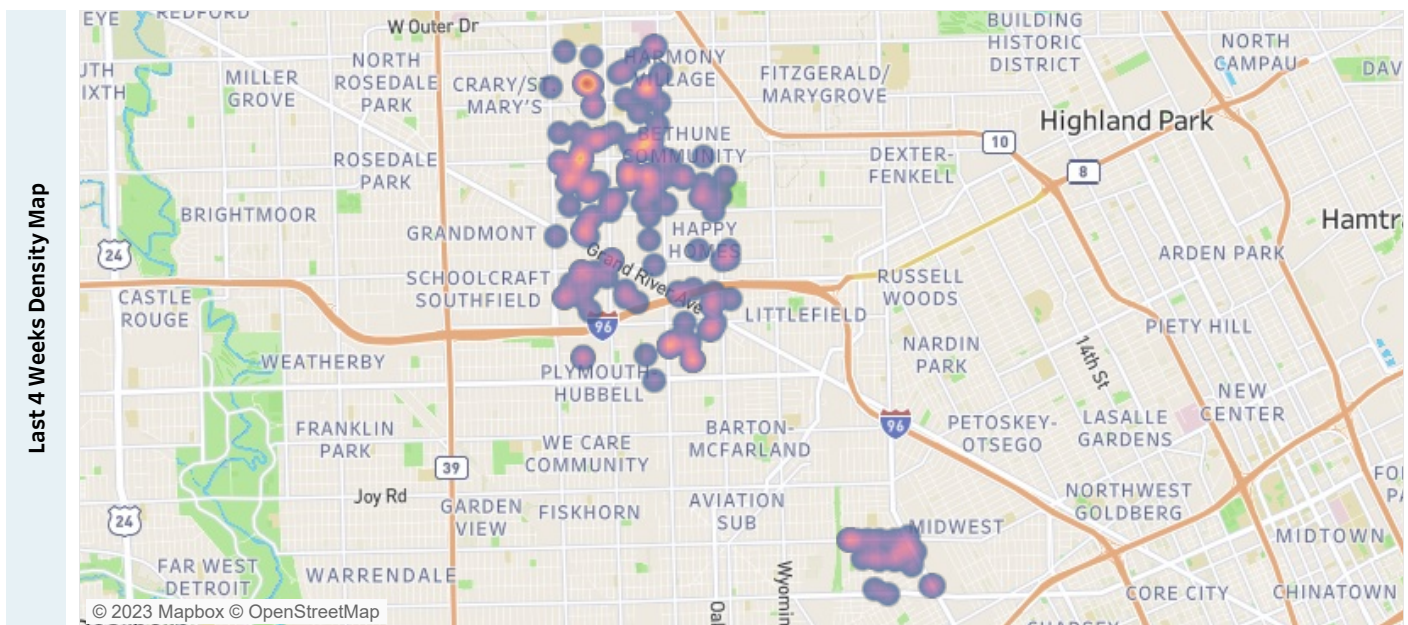 Last 4 Weeks Density Map
EYE
REDFORD
W Outer Dr
BUILDING
HISTORIC
DISTRICT
NORTH
CAMPAU
UTH
IXTH
MILLER
GROVE
NORTH
ROSEDALE
PARK
CRARY/ST
MARY'S
HARMONY
VILLAGE
FITZGERALD/
MARYGROVE
DAV
Highland Park
10
8
BETHUNE
COMMUNITY
ROSEDALE
PARK
DEXTER-
FENKELL
BRIGHTMOOR
GRANDMONT
HAPPY
HOMES
Hamtra
24
Grand River Ave
ARDEN PARK
SCHOOLCRAFT
SOUTHFIELD
RUSSELL
WOODS
CASTLE
ROUGE
96
LITTLEFIELD
PIETY HILL
WEATHERBY
NARDIN
PARK
14th St
PLYMOUTH-
HUBBELL
NEW
CENTER
FRANKLIN
PARK
WE CARE
COMMUNITY
BARTON-
MCFARLAND
96
PETOSKEY-
OTSEGO
LASALLE
GARDENS
39
Joy Rd
GARDEN
VIEW
FISKHORN
AVIATION
SUB
NORTHWEST
GOLDBERG
24
MIDWEST
MIDTOWN
FAR WEST
DETROIT
WARRENDALE
Wyomin
CORE CITY
CHINATOWN
© 2023 Mapbox © OpenStreetMap